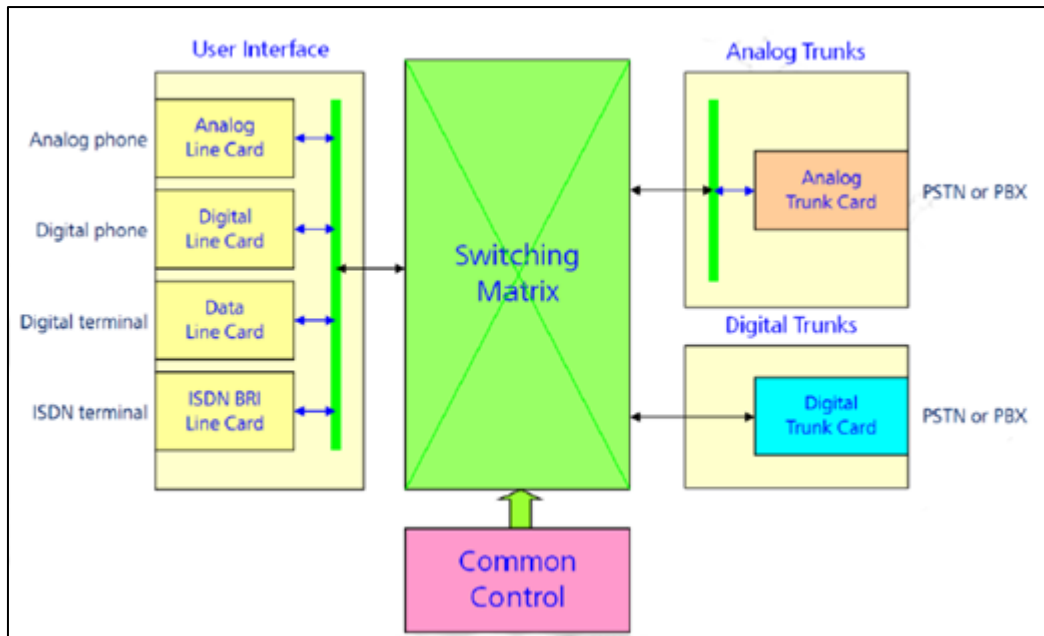 User Interface
Analog phone
Analog
Line Card
Digital phone
Digital
Line Card
Digital terminal
Data
Line Card
ISDN terminal
ISDN BRI
Line Card
Switching
Matrix
Common
Control
Analog Trunks
Analog
Trunk Card
PSTN or PBX
Digital Trunks
Digital
Trunk Card
PSTN or PBX